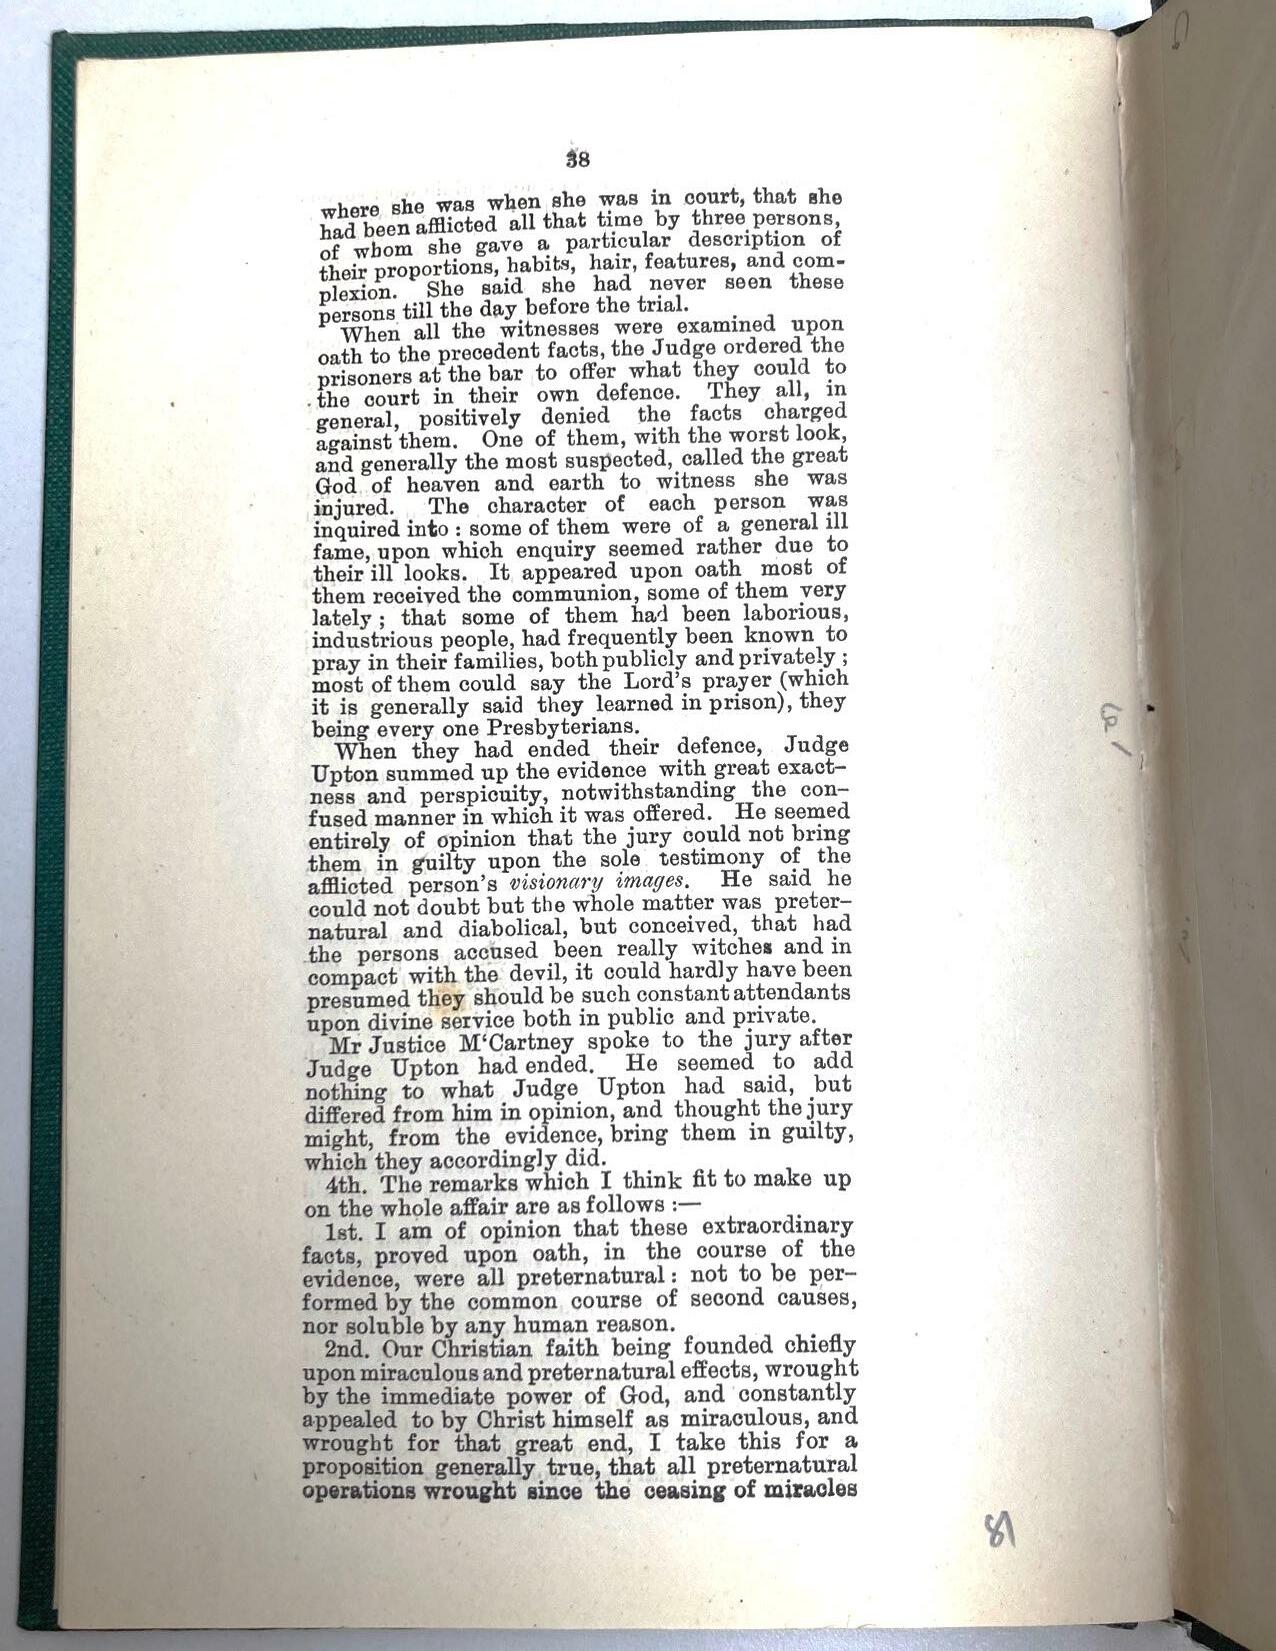 38
where she was when she was in court, that she
had been afflicted all that time by three persons,
of whom she gave a particular description of
their proportions, habits, hair, features, and com-
plexion. She said she had never seen these
persons till the day before the trial.
When all the witnesses were examined upon
oath to the precedent facts, the Judge ordered the
prisoners at the bar to offer what they could to
the court in their own defence. They all, in
general, positively denied the facts charged
against them. One of them, with the worst look,
and generally the most suspected, called the great
God of heaven and earth to witness she was
injured. The character of each person was
inquired into : some of them were of a general ill
fame, upon which enquiry seemed rather due to
their ill looks. It appeared upon oath most of
them received the communion, some of them very
lately ; that some of them had been laborious,
industrious people, had frequently been known to
pray in their families, both publicly and privately ;
most of them could say the Lord's prayer (which
it is generally said they learned in prison), they
being every one Presbyterians.
When they had ended their defence, Judge
Upton summed up the evidence with great exact-
ness and perspicuity, notwithstanding the con-
fused manner in which it was offered. He seemed
entirely of opinion that the jury could not bring
them in guilty upon the sole testimony of the
afflicted person's visionary images. He said he
could not doubt but the whole matter was preter-
natural and diabolical, but conceived, that had
the persons accused been really witches and in
compact with the devil, it could hardly have been
presumed they should be such constant attendants
upon divine service both in public and private.
Mr Justice M‘Cartney spoke to the jury after
Judge Upton had ended. He seemed to add
nothing to what Judge Upton had said, but
differed from him in opinion, and thought the jury
might, from the evidence, bring them in guilty,
which they accordingly did.
4th. The remarks which I think fit to make up
on the whole affair are as follows :—
1st. I am of opinion that these extraordinary
facts, proved upon oath, in the course of the
evidence, were all preternatural : not to be per-
formed by the common course of second causes,
nor soluble by any human reason.
2nd. Our Christian faith being founded chiefly
upon miraculous and preternatural effects, wrought
by the immediate power of God, and constantly
appealed to by Christ himself as miraculous, and
wrought for that great end, I take this for a
proposition generally true, that all preternatural
operations wrought since the ceasing of miracles